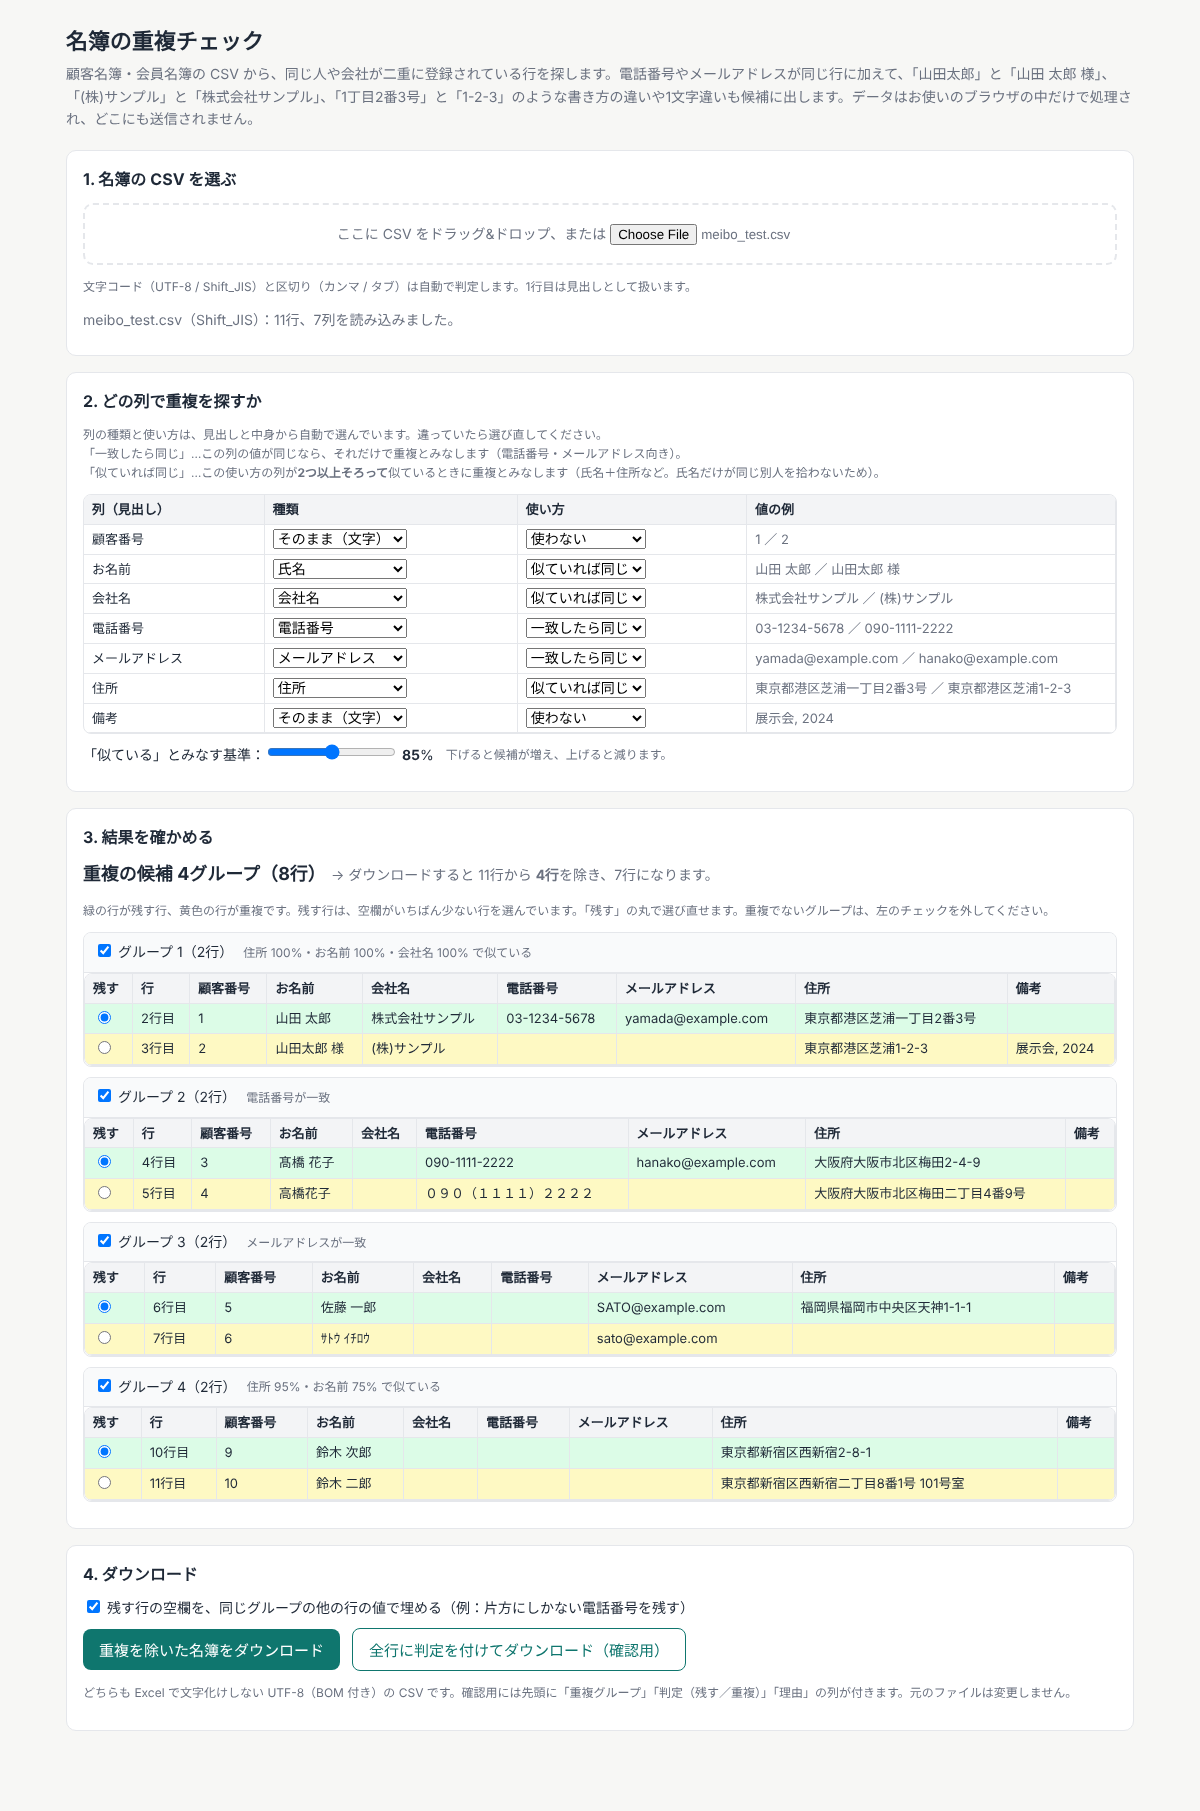 名簿の重複チェック
顧客名簿・会員名簿の CSV から、同じ人や会社が二重に登録されている行を探します。電話番号やメールアドレスが同じ行に加えて、「山田太郎」と「山田 太郎 様」、
「(株)サンプル」と「株式会社サンプル」、「1丁目2番3号」と「1-2-3」のような書き方の違いや1文字違いも候補に出します。データはお使いのブラウザの中だけで処理さ
れ、どこにも送信されません。
1. 名簿の CSV を選ぶ
ここに CSV をドラッグ&ドロップ、または Choose File meibo_test.csv
文字コード（UTF-8 / Shift_JIS）と区切り（カンマ / タブ）は自動で判定します。1行目は見出しとして扱います。
meibo_test.csv（Shift_JIS）：11行、7列を読み込みました。
2. どの列で重複を探すか
列の種類と使い方は、見出しと中身から自動で選んでいます。違っていたら選び直してください。
「一致したら同じ」…この列の値が同じなら、それだけで重複とみなします（電話番号・メールアドレス向き）。
「似ていれば同じ」…この使い方の列が2つ以上そろって似ているときに重複とみなします（氏名＋住所など。氏名だけが同じ別人を拾わないため）。
列（見出し） 種類 使い方 値の例
顧客番号 そのまま（文字） 使わない 1 ／ 2
お名前 氏名 似ていれば同じ 山田 太郎 ／ 山田太郎 様
会社名 会社名 似ていれば同じ 株式会社サンプル ／ (株)サンプル
電話番号 電話番号 一致したら同じ 03-1234-5678 ／ 090-1111-2222
メールアドレス メールアドレス 一致したら同じ yamada@example.com ／ hanako@example.com
住所 住所 似ていれば同じ 東京都港区芝浦一丁目2番3号 ／ 東京都港区芝浦1-2-3
備考 そのまま（文字） 使わない 展示会, 2024
「似ている」とみなす基準： 85% 下げると候補が増え、上げると減ります。
3. 結果を確かめる
重複の候補 4グループ（8行） → ダウンロードすると 11行から 4行を除き、7行になります。
緑の行が残す行、黄色の行が重複です。残す行は、空欄がいちばん少ない行を選んでいます。「残す」の丸で選び直せます。重複でないグループは、左のチェックを外してください。
グループ 1（2行） 住所 100%・お名前 100%・会社名 100% で似ている
残す 行 顧客番号 お名前 会社名 電話番号 メールアドレス 住所 備考
2行目 1 山田 太郎 株式会社サンプル 03-1234-5678 yamada@example.com 東京都港区芝浦一丁目2番3号
3行目 2 山田太郎 様 (株)サンプル 東京都港区芝浦1-2-3 展示会, 2024
グループ 2（2行） 電話番号が一致
残す 行 顧客番号 お名前 会社名 電話番号 メールアドレス 住所 備考
4行目 3 髙橋 花子 090-1111-2222 hanako@example.com 大阪府大阪市北区梅田2-4-9
5行目 4 高橋花子 ０９０（１１１１）２２２２ 大阪府大阪市北区梅田二丁目4番9号
グループ 3（2行） メールアドレスが一致
残す 行 顧客番号 お名前 会社名 電話番号 メールアドレス 住所 備考
6行目 5 佐藤 一郎 SATO@example.com 福岡県福岡市中央区天神1-1-1
7行目 6 ｻﾄｳ ｲﾁﾛｳ sato@example.com
グループ 4（2行） 住所 95%・お名前 75% で似ている
残す 行 顧客番号 お名前 会社名 電話番号 メールアドレス 住所 備考
10行目 9 鈴木 次郎 東京都新宿区西新宿2-8-1
11行目 10 鈴木 二郎 東京都新宿区西新宿二丁目8番1号 101号室
4. ダウンロード
残す行の空欄を、同じグループの他の行の値で埋める（例：片方にしかない電話番号を残す）
重複を除いた名簿をダウンロード 全行に判定を付けてダウンロード（確認用）
どちらも Excel で文字化けしない UTF-8（BOM 付き）の CSV です。確認用には先頭に「重複グループ」「判定（残す／重複）」「理由」の列が付きます。元のファイルは変更しません。